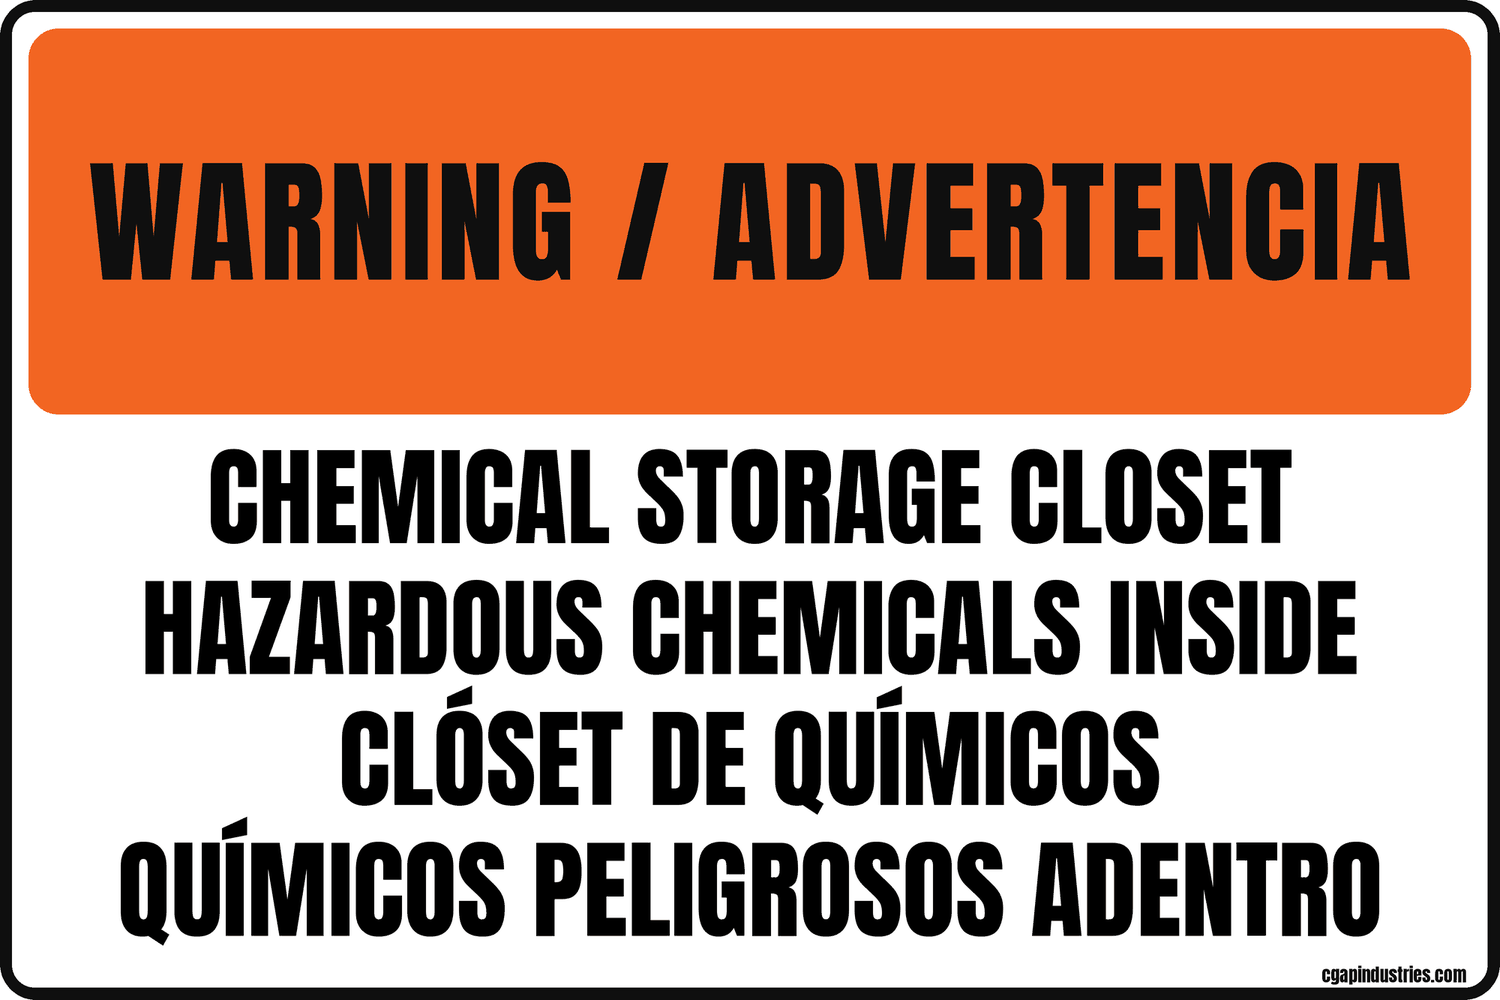 WARNING / ADVERTENCIA
CHEMICAL STORAGE CLOSET
HAZARDOUS CHEMICALS INSIDE
CLÓSET DE QUÍMICOS
QUÍMICOS PELIGROSOS ADENTRO
cgapindustries.com